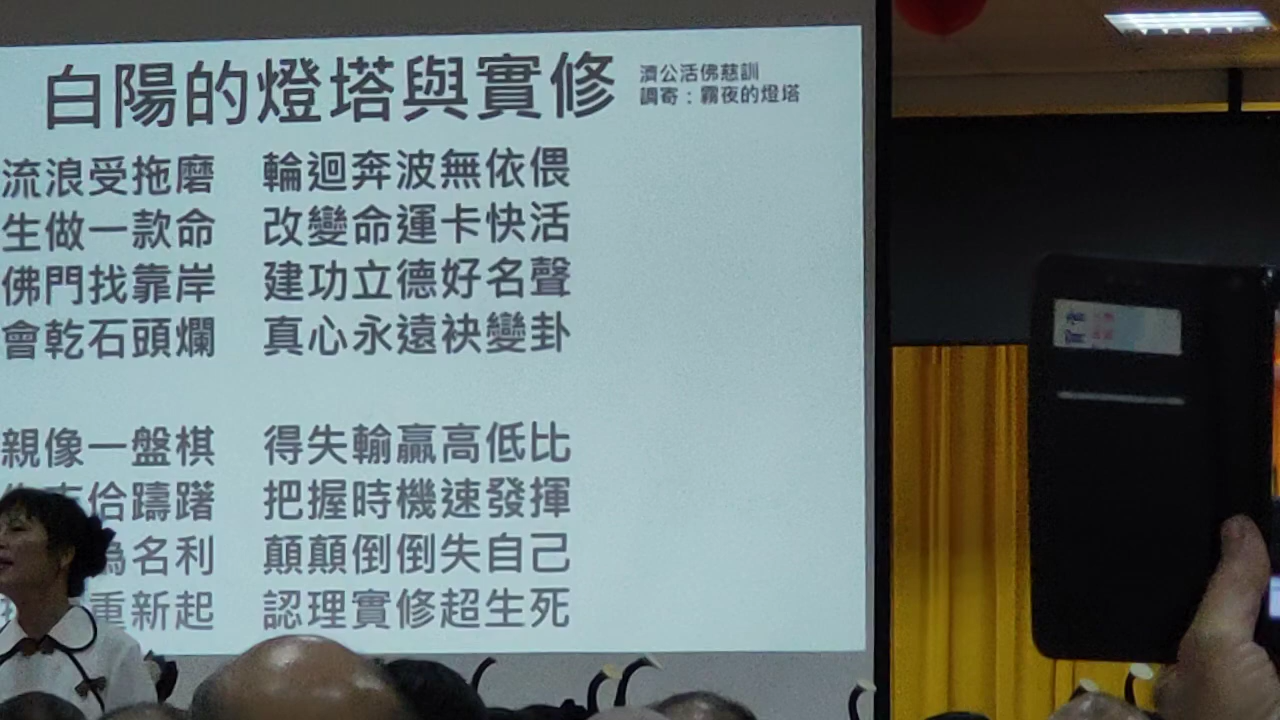 白陽的燈塔與實修
濟公活佛慈訓
調寄：霧夜的燈塔
流浪受拖磨 輪迴奔波無依偎
生做一款命 改變命運卡快活
佛門找靠岸 建功立德好名聲
會乾石頭爛 真心永遠袂變卦
親像一盤棋 得失輸贏高低比
佮躊躇 把握時機速發揮
為名利 顛顛倒倒失自己
重新起 認理實修超生死